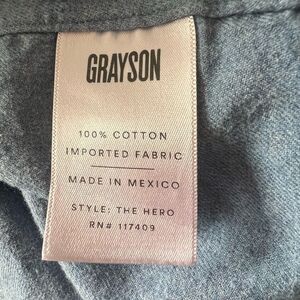 GRAYSON
100% COTTON
IMPORTED FABRIC
MADE IN MEXICO
STYLE: THE HERO
RN# 117409